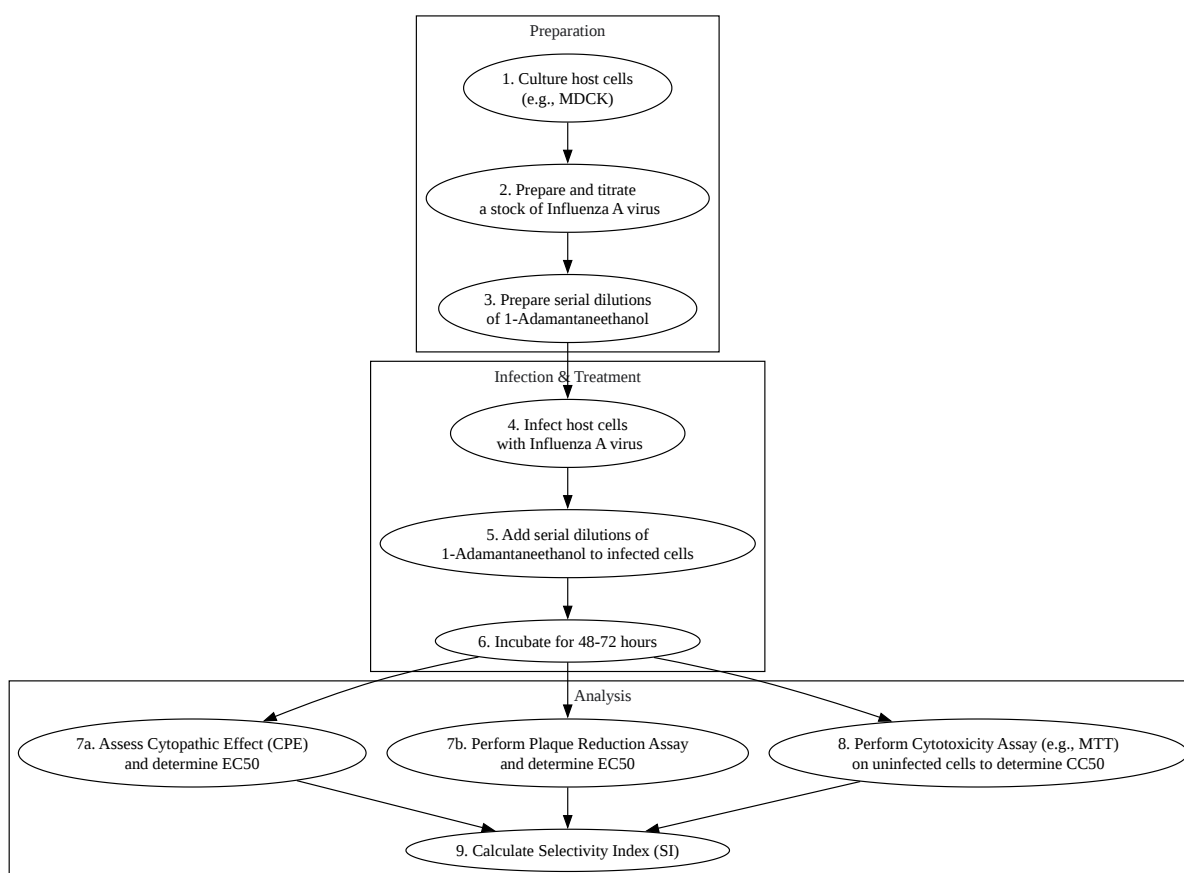 Preparation
1. Culture host cells
(e.g., MDCK)
2. Prepare and titrate
a stock of Influenza A virus
3. Prepare serial dilutions
of 1-Adamantaneethanol
Infection & Treatment
4. Infect host cells
with Influenza A virus
5. Add serial dilutions of
1-Adamantaneethanol to infected cells
6. Incubate for 48-72 hours
Analysis
7a. Assess Cytopathic Effect (CPE)
and determine EC50
7b. Perform Plaque Reduction Assay
and determine EC50
8. Perform Cytotoxicity Assay (e.g., MTT)
on uninfected cells to determine CC50
9. Calculate Selectivity Index (SI)